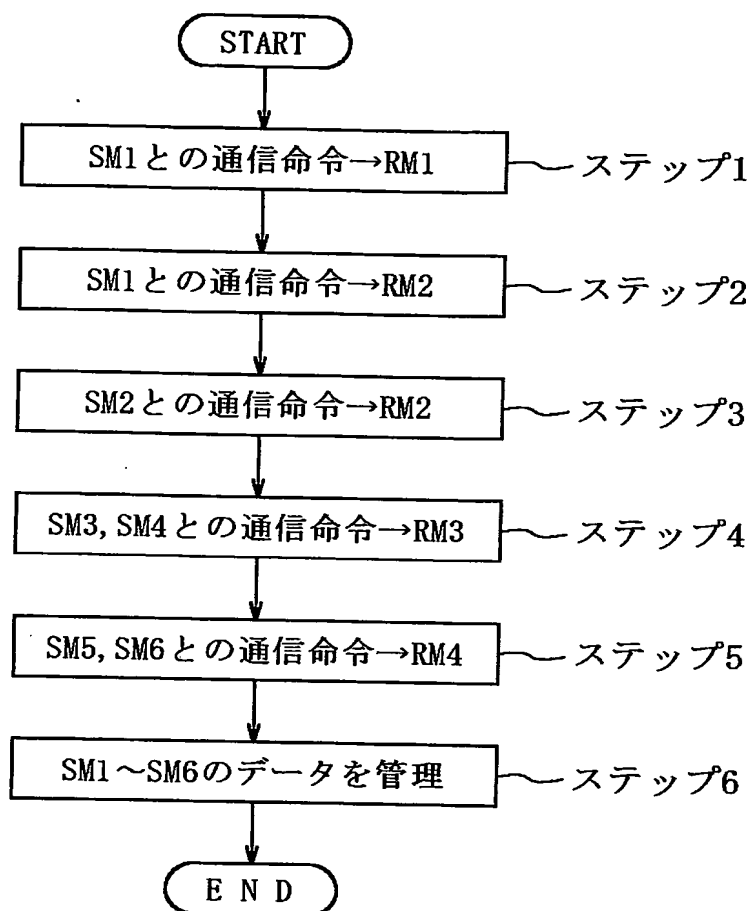 START
SM1との通信命令→RM1 ステップ1
SM1との通信命令→RM2 ステップ2
SM2との通信命令→RM2 ステップ3
SM3,SM4との通信命令→RM3 ステップ4
SM5,SM6との通信命令→RM4 ステップ5
SM1～SM6のデータを管理 ステップ6
E N D